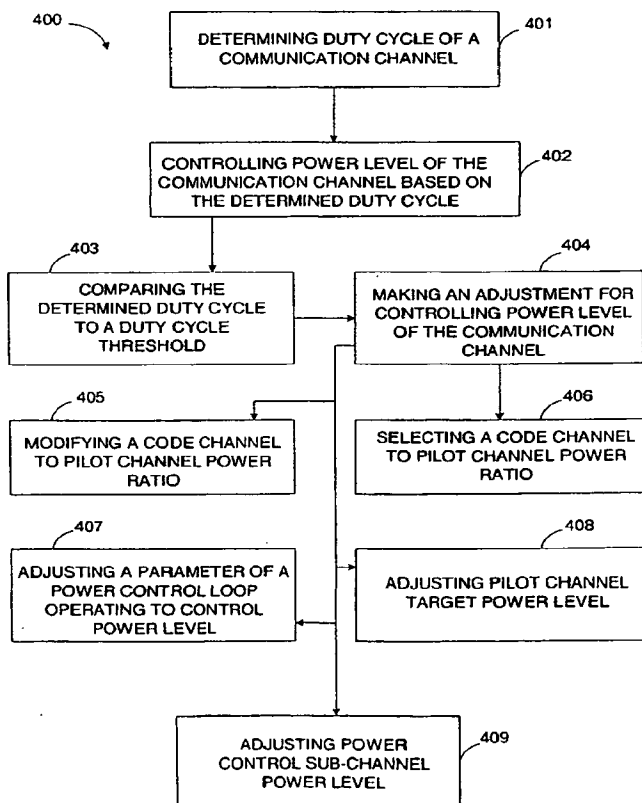 400
DETERMINING DUTY CYCLE OF A
COMMUNICATION CHANNEL
401
CONTROLLING POWER LEVEL OF THE
COMMUNICATION CHANNEL BASED ON
THE DETERMINED DUTY CYCLE
402
403
COMPARING THE
DETERMINED DUTY CYCLE
TO A DUTY CYCLE
THRESHOLD
404
MAKING AN ADJUSTMENT FOR
CONTROLLING POWER LEVEL
OF THE COMMUNICATION
CHANNEL
405
MODIFYING A CODE CHANNEL
TO PILOT CHANNEL POWER
RATIO
406
SELECTING A CODE CHANNEL
TO PILOT CHANNEL POWER
RATIO
407
ADJUSTING A PARAMETER OF A
POWER CONTROL LOOP
OPERATING TO CONTROL
POWER LEVEL
408
ADJUSTING PILOT CHANNEL
TARGET POWER LEVEL
ADJUSTING POWER
CONTROL SUB-CHANNEL
POWER LEVEL
409